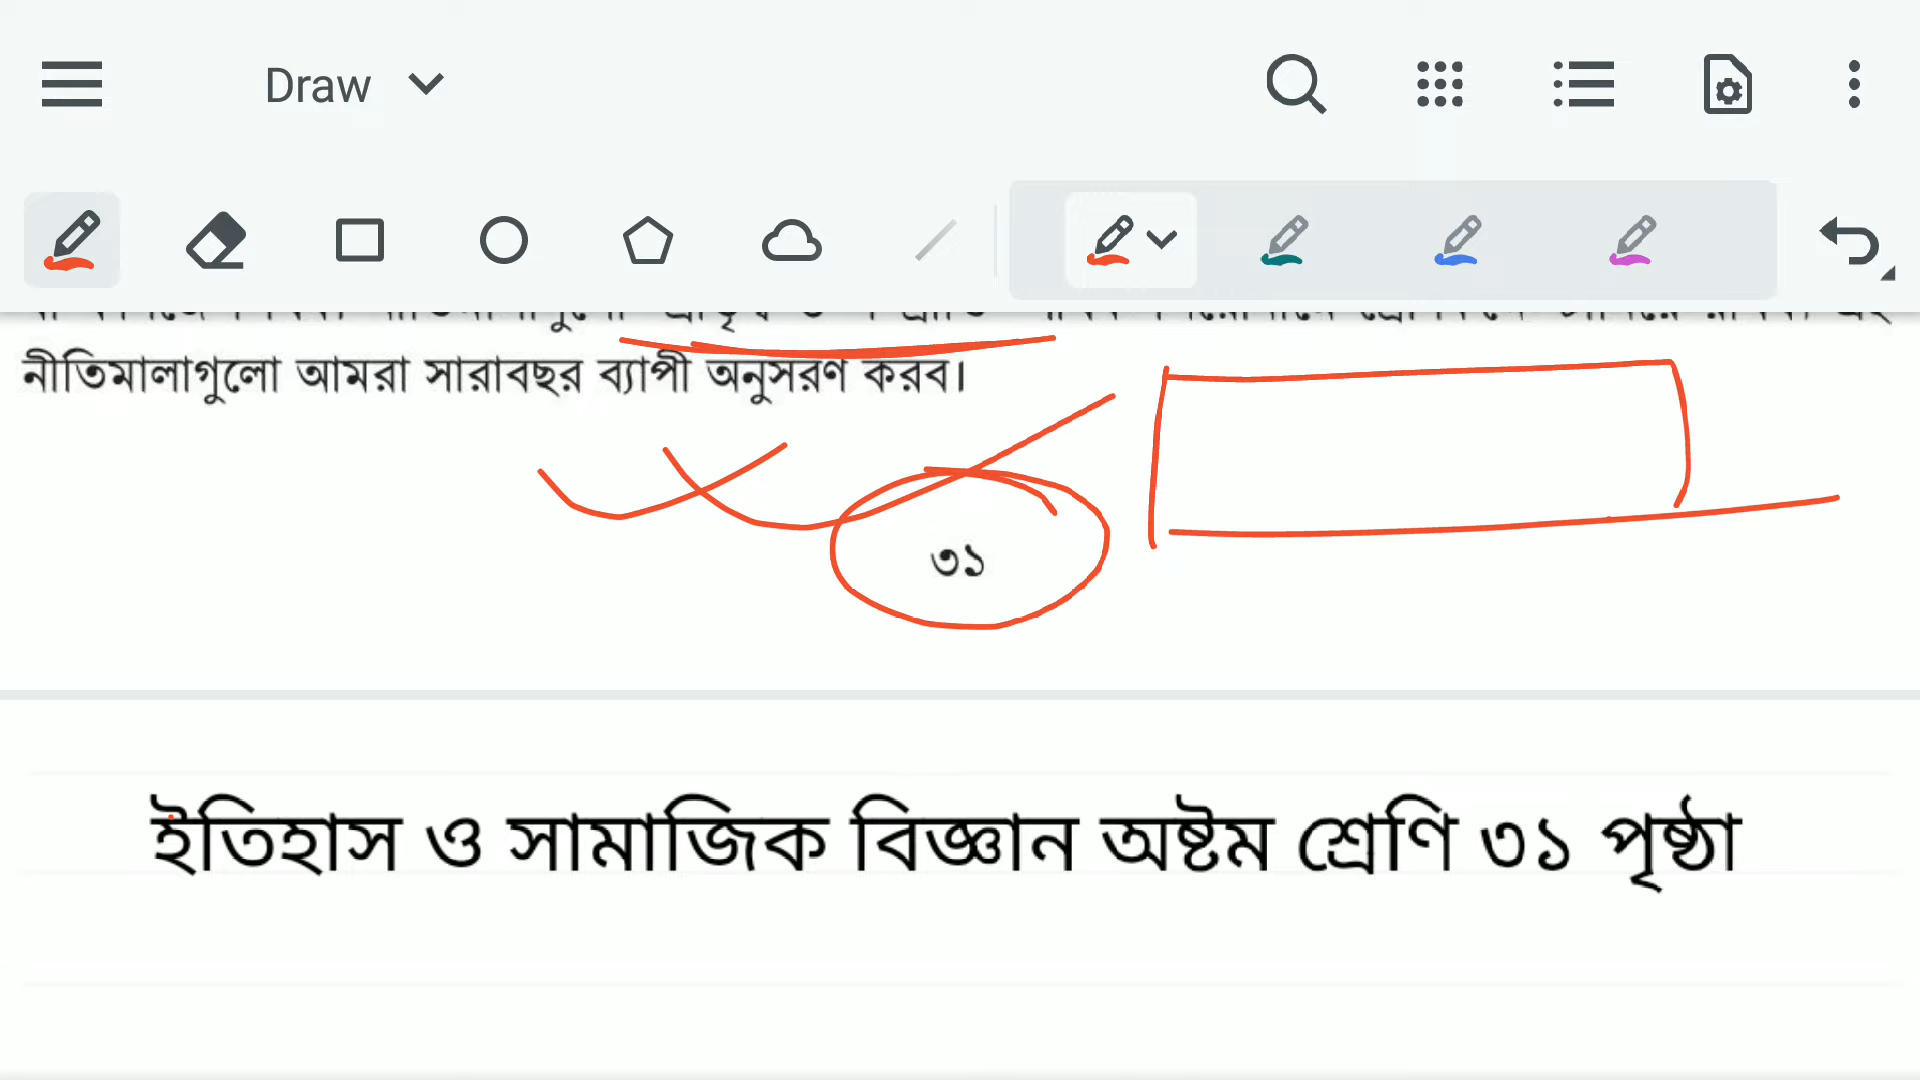 Draw
নীতিমালাগুলো আমরা সারাবছর ব্যাপী অনুসরণ করব।
৩১
ইতিহাস ও সামাজিক বিজ্ঞান অষ্টম শ্রেণি ৩১ পৃষ্ঠা